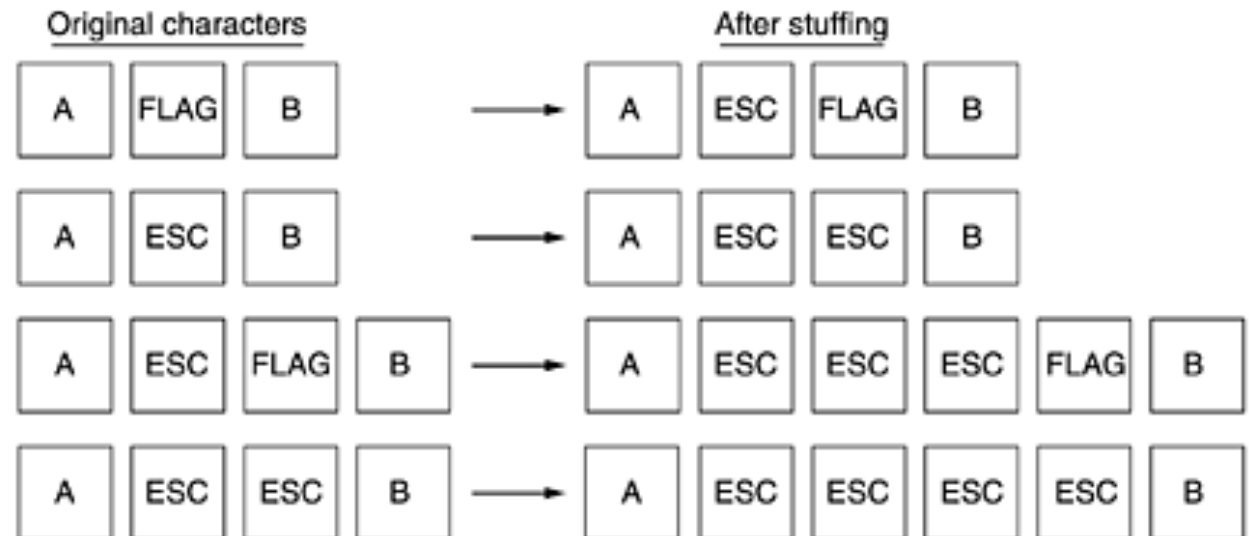 Original characters After stuffing
A FLAG B A ESC FLAG B
A ESC B A ESC ESC B
A ESC FLAG B A ESC ESC ESC FLAG B
A ESC ESC B A ESC ESC ESC ESC B